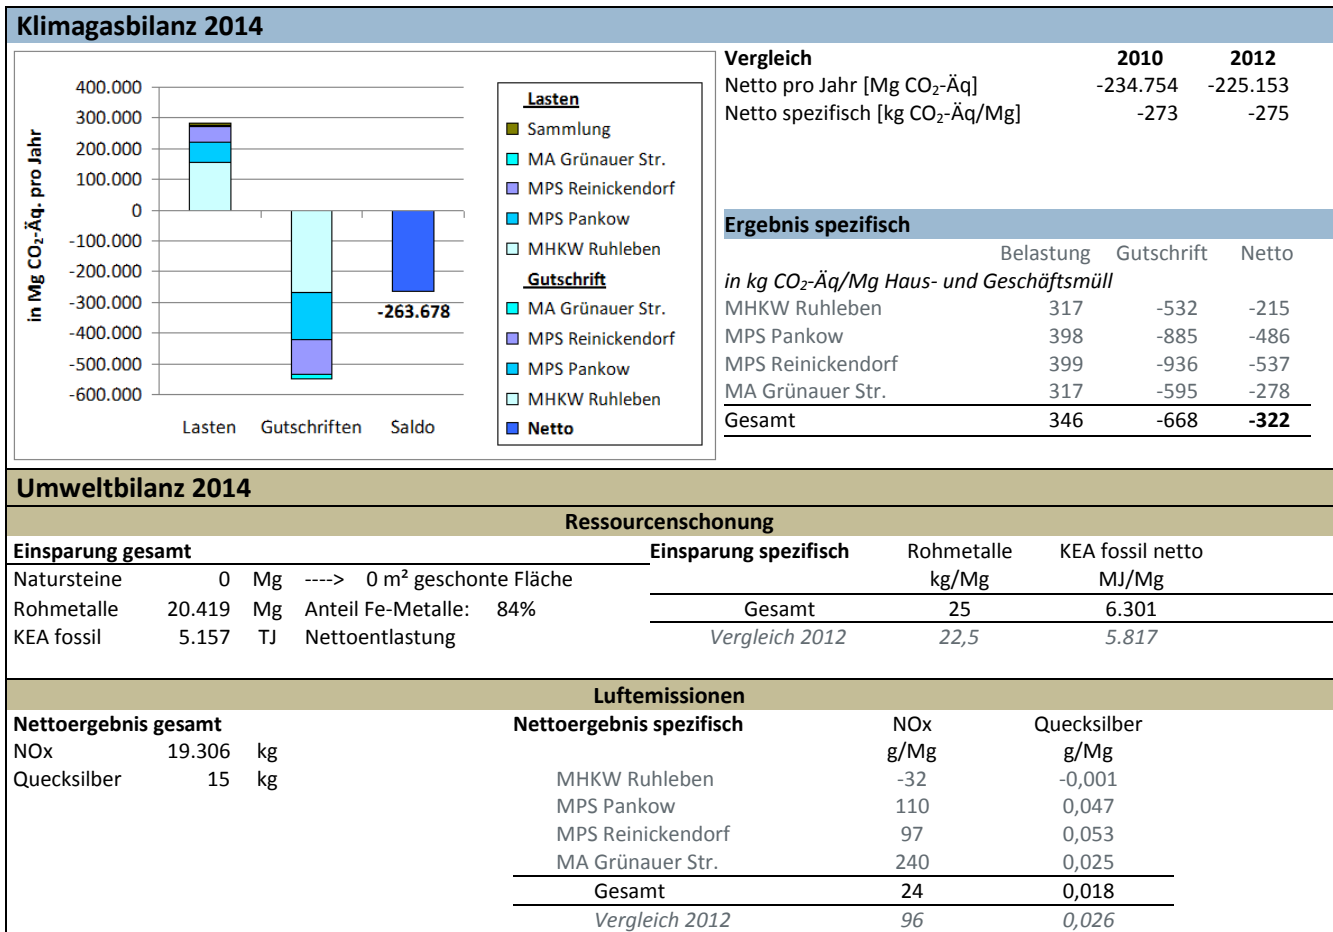 Klimagasbilanz 2014
in Mg CO₂-Äq. pro Jahr
400.000
300.000
200.000
100.000
0
-100.000
-200.000
-300.000
-400.000
-500.000
-600.000
-263.678
Lasten Gutschriften Saldo
Lasten
Sammlung
MA Grünauer Str.
MPS Reinickendorf
MPS Pankow
MHKW Ruhleben
Gutschrift
MA Grünauer Str.
MPS Reinickendorf
MPS Pankow
MHKW Ruhleben
Netto
Vergleich 2010 2012
Netto pro Jahr [Mg CO₂-Äq] -234.754 -225.153
Netto spezifisch [kg CO₂-Äq/Mg] -273 -275
Ergebnis spezifisch
Belastung Gutschrift Netto
in kg CO₂-Äq/Mg Haus- und Geschäftsmüll
MHKW Ruhleben 317 -532 -215
MPS Pankow 398 -885 -486
MPS Reinickendorf 399 -936 -537
MA Grünauer Str. 317 -595 -278
Gesamt 346 -668 -322
Umweltbilanz 2014
Ressourcenschonung
Einsparung gesamt
Natursteine 0 Mg ----> 0 m² geschonte Fläche
Rohmetalle 20.419 Mg Anteil Fe-Metalle: 84%
KEA fossil 5.157 TJ Nettoentlastung
Einsparung spezifisch Rohmetalle KEA fossil netto
kg/Mg MJ/Mg
Gesamt 25 6.301
Vergleich 2012 22,5 5.817
Luftemissionen
Nettoergebnis gesamt
NOx 19.306 kg
Quecksilber 15 kg
Nettoergebnis spezifisch NOx Quecksilber
g/Mg g/Mg
MHKW Ruhleben -32 -0,001
MPS Pankow 110 0,047
MPS Reinickendorf 97 0,053
MA Grünauer Str. 240 0,025
Gesamt 24 0,018
Vergleich 2012 96 0,026